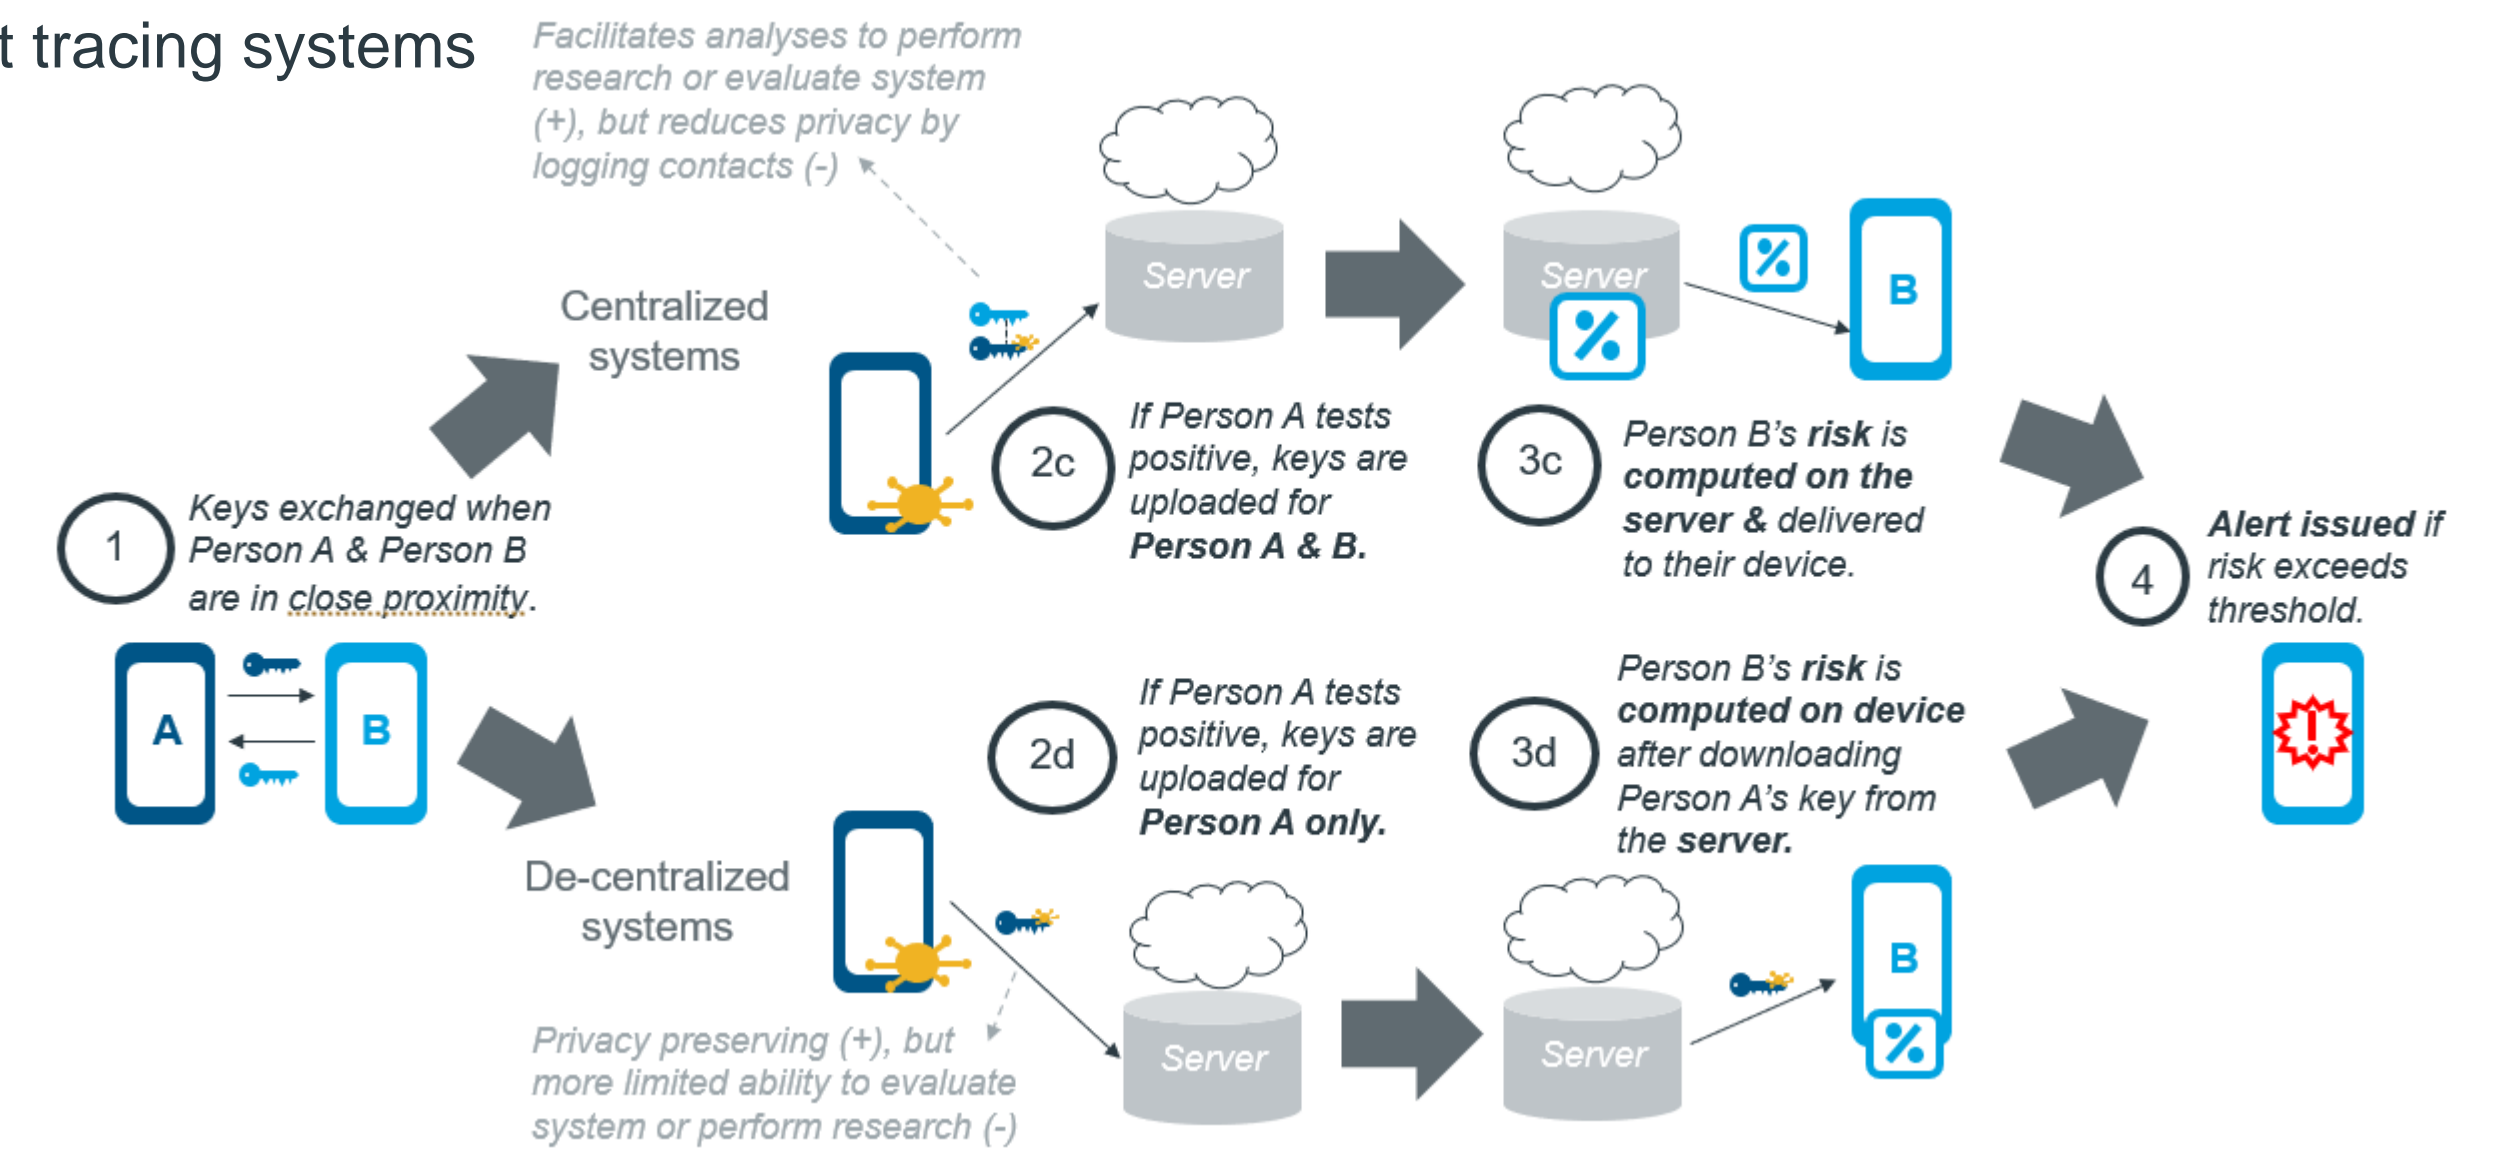 t tracing systems
Facilitates analyses to perform
research or evaluate system
(+), but reduces privacy by
logging contacts (-)
Centralized
systems
Server
Server
B
2c
If Person A tests
positive, keys are
uploaded for
Person A & B.
3c
Person B’s risk is
computed on the
server & delivered
to their device.
1
Keys exchanged when
Person A & Person B
are in close proximity.
A
B
4
Alert issued if
risk exceeds
threshold.
!
2d
If Person A tests
positive, keys are
uploaded for
Person A only.
3d
Person B’s risk is
computed on device
after downloading
Person A’s key from
the server.
De-centralized
systems
Server
Server
B
Privacy preserving (+), but
more limited ability to evaluate
system or perform research (-)